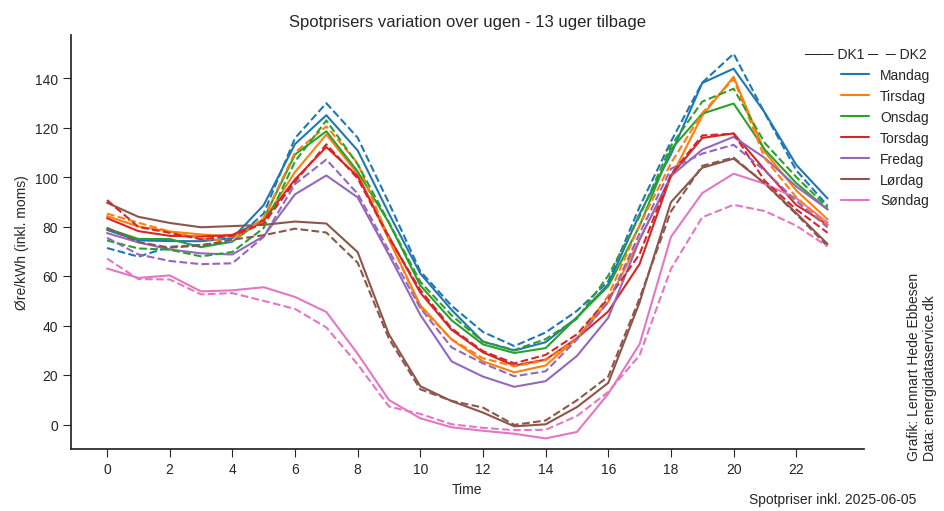 Spotprisers variation over ugen - 13 uger tilbage
DK1 DK2
Mandag
Tirsdag
Onsdag
Torsdag
Fredag
Lørdag
Søndag
Øre/kWh (inkl. moms)
140
120
100
80
60
40
20
0
0 2 4 6 8 10 12 14 16 18 20 22
Time
Grafik: Lennart Hede Ebbesen
Data: energidataservice.dk
Spotpriser inkl. 2025-06-05